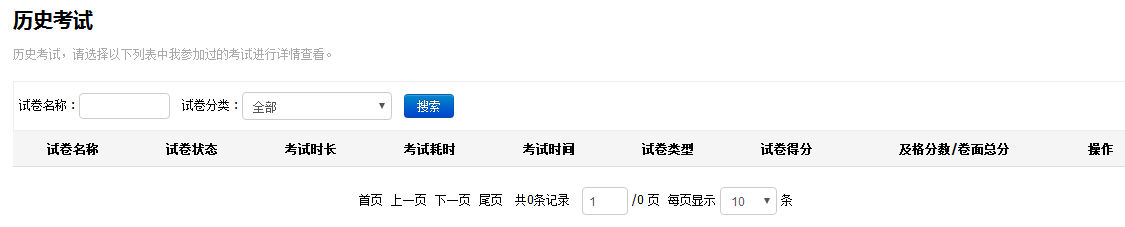 历史考试
历史考试，请选择以下列表中我参加过的考试进行详情查看。
试卷名称： 试卷分类： 全部 搜索
试卷名称 试卷状态 考试时长 考试耗时 考试时间 试卷类型 试卷得分 及格分数/卷面总分 操作
首页 上一页 下一页 尾页 共0条记录 1 /0 页 每页显示 10 条